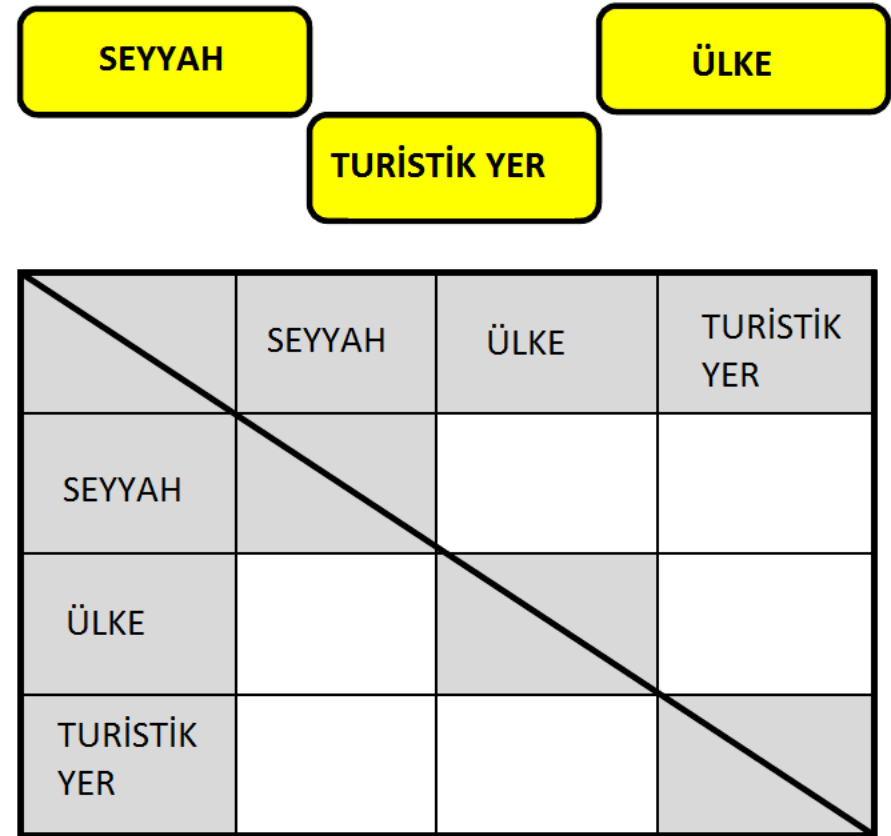 SEYYAH
ÜLKE
TURİSTİK YER
SEYYAH
ÜLKE
TURİSTİK
YER
SEYYAH
ÜLKE
TURİSTİK
YER